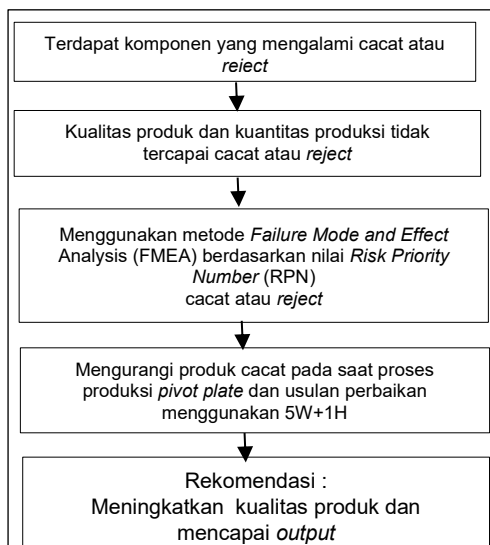 Terdapat komponen yang mengalami cacat atau
reject
Kualitas produk dan kuantitas produksi tidak
tercapai cacat atau reject
Menggunakan metode Failure Mode and Effect
Analysis (FMEA) berdasarkan nilai Risk Priority
Number (RPN)
cacat atau reject
Mengurangi produk cacat pada saat proses
produksi pivot plate dan usulan perbaikan
menggunakan 5W+1H
Rekomendasi :
Meningkatkan kualitas produk dan
mencapai output